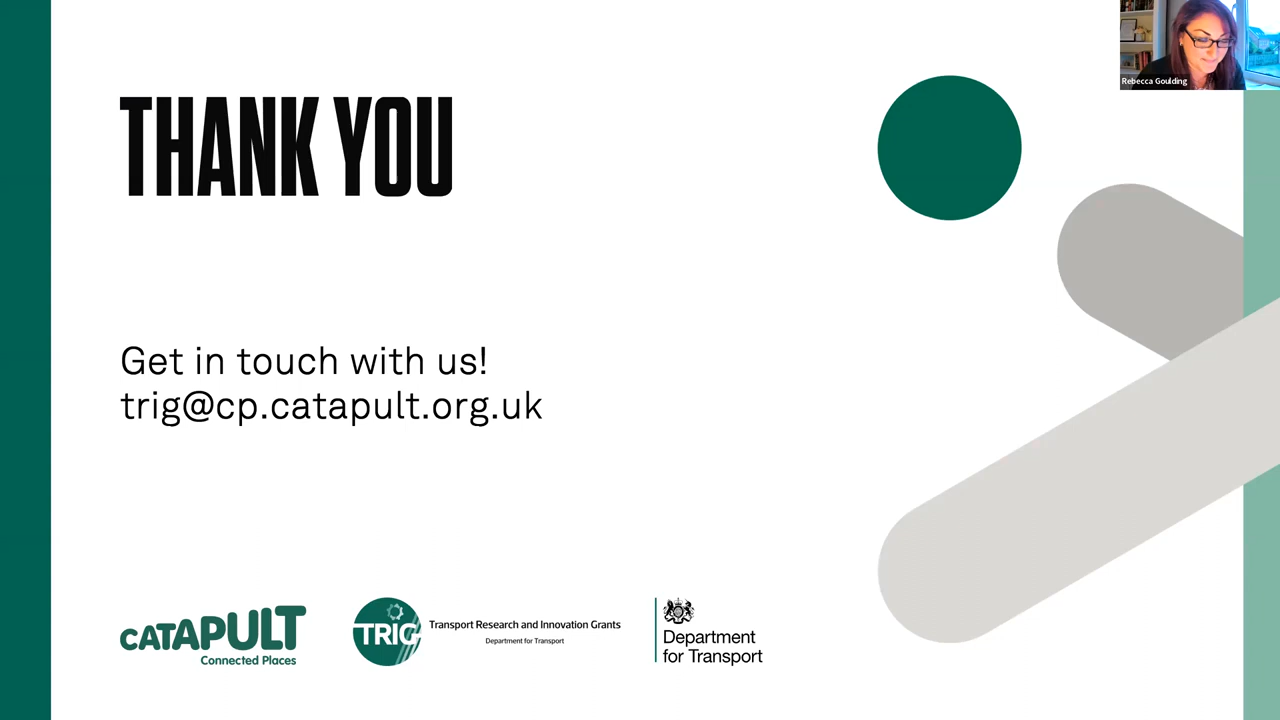 Rebecca Goulding
THANK YOU
Get in touch with us!
trig@cp.catapult.org.uk
CATAPULT
Connected Places
TRIG
Transport Research and Innovation Grants
Department for Transport
Department
for Transport